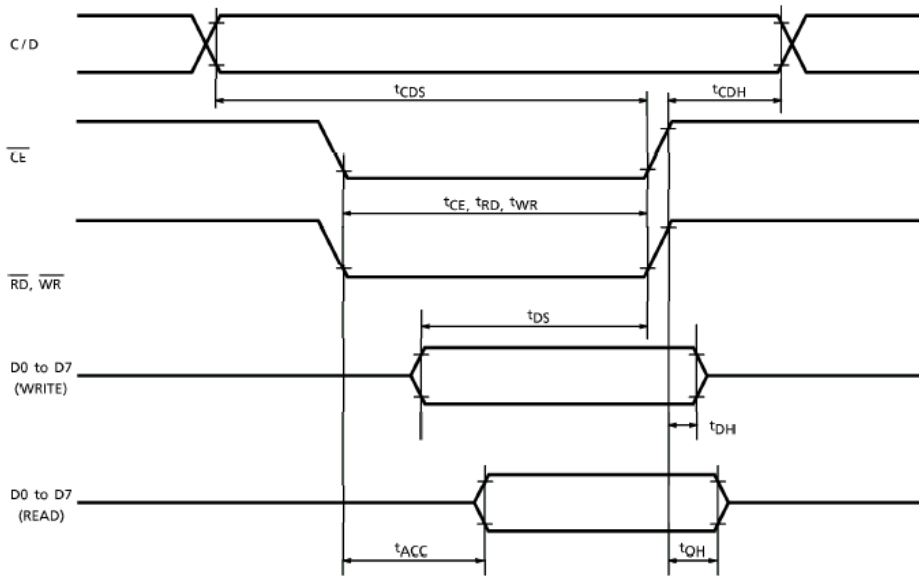 C/D
tCDS
tCDH
CE
tCE, tRD, tWR
RD, WR
tDS
D0 to D7
(WRITE)
tDH
D0 to D7
(READ)
tACC
tOH